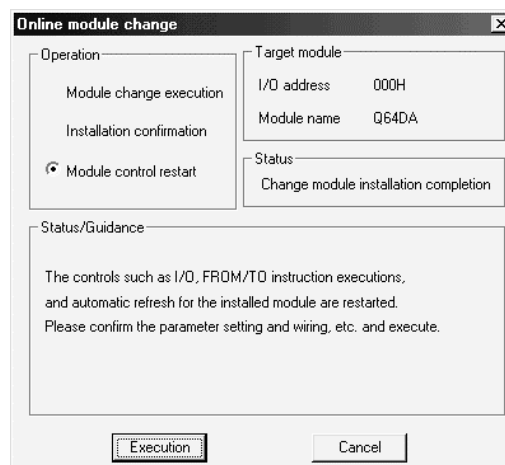 Online module change
Operation
Module change execution
Installation confirmation
Module control restart
Target module
I/O address 000H
Module name Q64DA
Status
Change module installation completion
Status/Guidance
The controls such as I/O, FROM/TO instruction executions,
and automatic refresh for the installed module are restarted.
Please confirm the parameter setting and wiring, etc. and execute.
Execution Cancel